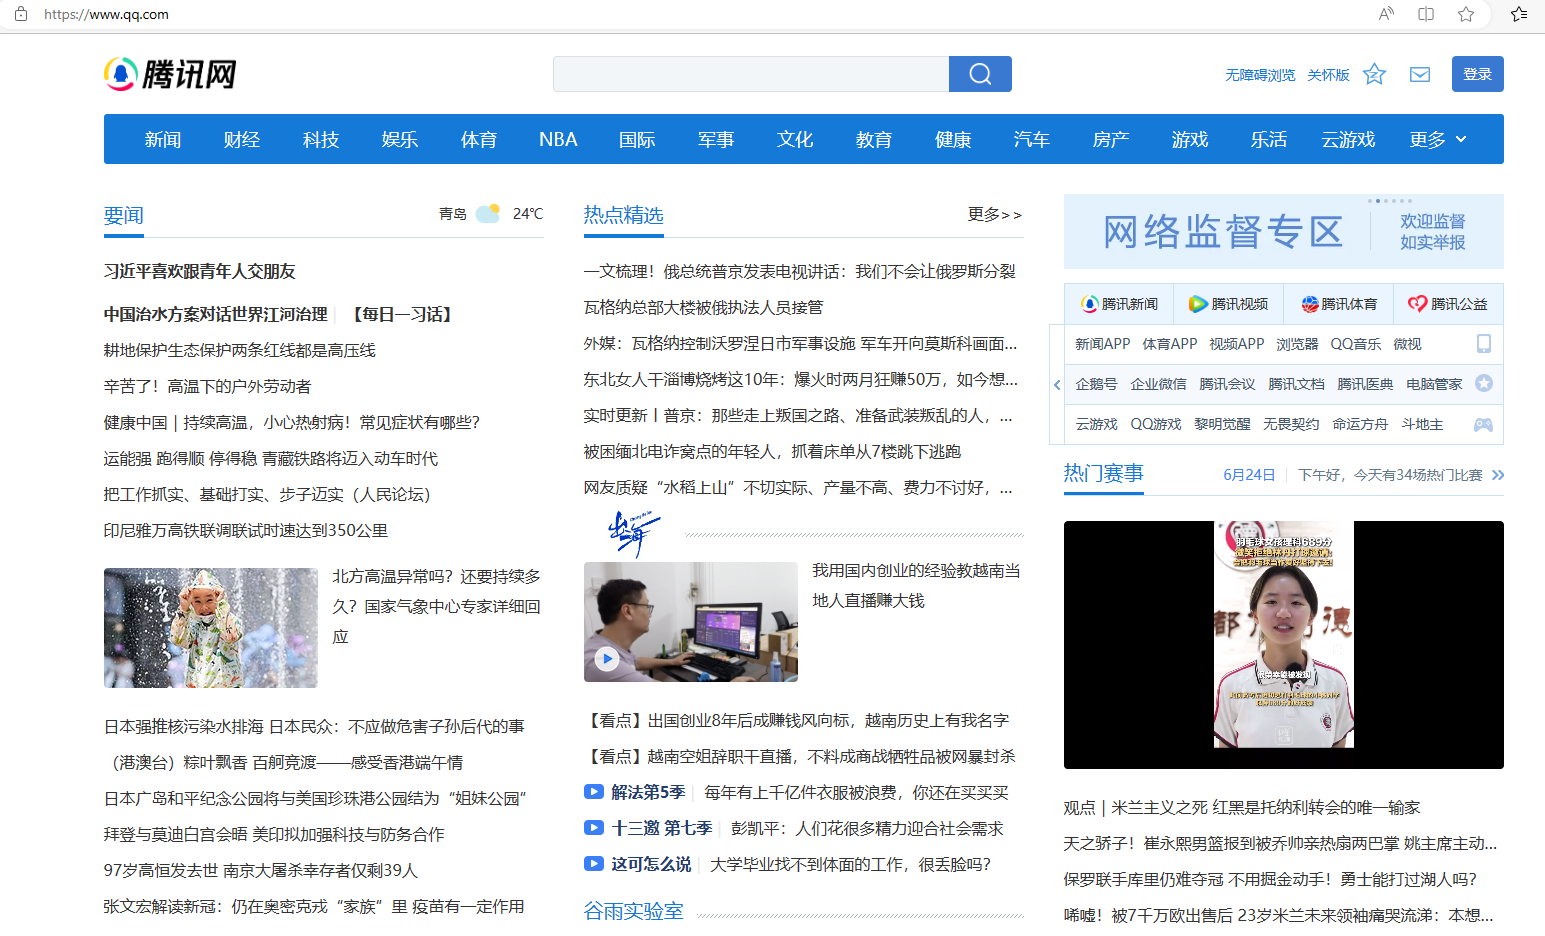 https://www.qq.com
腾讯网
无障碍浏览 关怀版 登录
新闻 财经 科技 娱乐 体育 NBA 国际 军事 文化 教育 健康 汽车 房产 游戏 乐活 云游戏 更多
要闻 青岛 24℃
习近平喜欢跟青年人交朋友
中国治水方案对话世界江河治理 【每日一习话】
耕地保护生态保护两条红线都是高压线
辛苦了！高温下的户外劳动者
健康中国 | 持续高温，小心热射病！常见症状有哪些？
运能强 跑得顺 停得稳 青藏铁路将迈入动车时代
把工作抓实、基础打实、步子迈实（人民论坛）
印尼雅万高铁联调联试时速达到350公里
北方高温异常吗？还要持续多
久？国家气象中心专家详细回
应
日本强推核污染水排海 日本民众：不应做危害子孙后代的事
（港澳台）粽叶飘香 百舸竞渡——感受香港端午情
日本广岛和平纪念公园将与美国珍珠港公园结为“姐妹公园”
拜登与莫迪白宫会晤 美印拟加强科技与防务合作
97岁高恒发去世 南京大屠杀幸存者仅剩39人
张文宏解读新冠：仍在奥密克戎“家族”里 疫苗有一定作用
热点精选 更多>>
一文梳理！俄总统普京发表电视讲话：我们不会让俄罗斯分裂
瓦格纳总部大楼被俄执法人员接管
外媒：瓦格纳控制沃罗涅日市军事设施 军车开向莫斯科画面...
东北女人干淄博烧烤这10年：爆火时两月狂赚50万，如今想...
实时更新丨普京：那些走上叛国之路、准备武装叛乱的人，...
被困缅北电诈窝点的年轻人，抓着床单从7楼跳下逃跑
网友质疑“水稻上山”不切实际、产量不高、费力不讨好，...
出海
我用国内创业的经验教越南当
地人直播赚大钱
【看点】出国创业8年后成赚钱风向标，越南历史上有我名字
【看点】越南空姐辞职干直播，不料成商战牺牲品被网暴封杀
解法第5季 每年有上千亿件衣服被浪费，你还在买买买
十三邀 第七季 彭凯平：人们花很多精力迎合社会需求
这可怎么说 大学毕业找不到体面的工作，很丢脸吗？
谷雨实验室
网络监督专区 欢迎监督
如实举报
腾讯新闻 腾讯视频 腾讯体育 腾讯公益
新闻APP 体育APP 视频APP 浏览器 QQ音乐 微视
企鹅号 企业微信 腾讯会议 腾讯文档 腾讯医典 电脑管家
云游戏 QQ游戏 黎明觉醒 无畏契约 命运方舟 斗地主
热门赛事 6月24日 下午好，今天有34场热门比赛
羽毛球女孩理科689分
很荣幸能被发现
观点 | 米兰主义之死 红黑是托纳利转会的唯一输家
天之骄子！崔永熙男篮报到被乔帅亲热扇两巴掌 姚主席主动...
保罗联手库里仍难夺冠 不用掘金动手！勇士能打过湖人吗？
唏嘘！被7千万欧出售后 23岁米兰未来领袖痛哭流涕：本想...